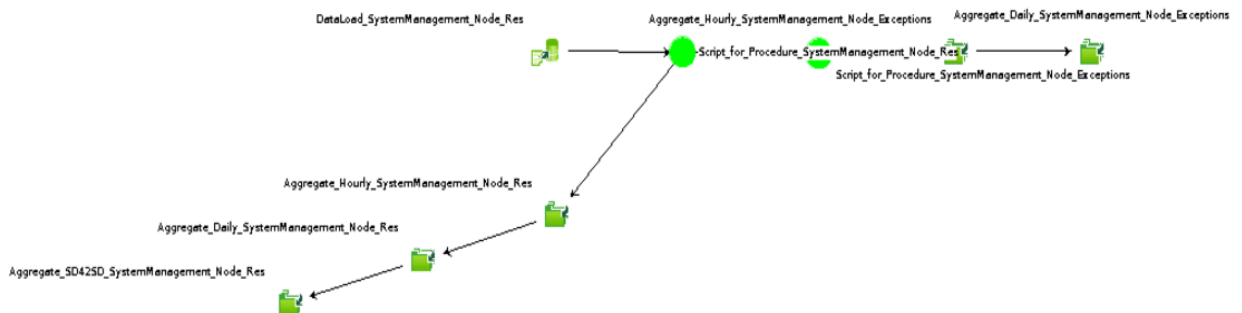 DataLoad_SystemManagement_Node_Res
Aggregate_Hourly_SystemManagement_Node_Exceptions
Aggregate_Daily_SystemManagement_Node_Exceptions
Script_for_Procedure_SystemManagement_Node_Res
Script_for_Procedure_SystemManagement_Node_Exceptions
Aggregate_Hourly_SystemManagement_Node_Res
Aggregate_Daily_SystemManagement_Node_Res
Aggregate_SD42SD_SystemManagement_Node_Res